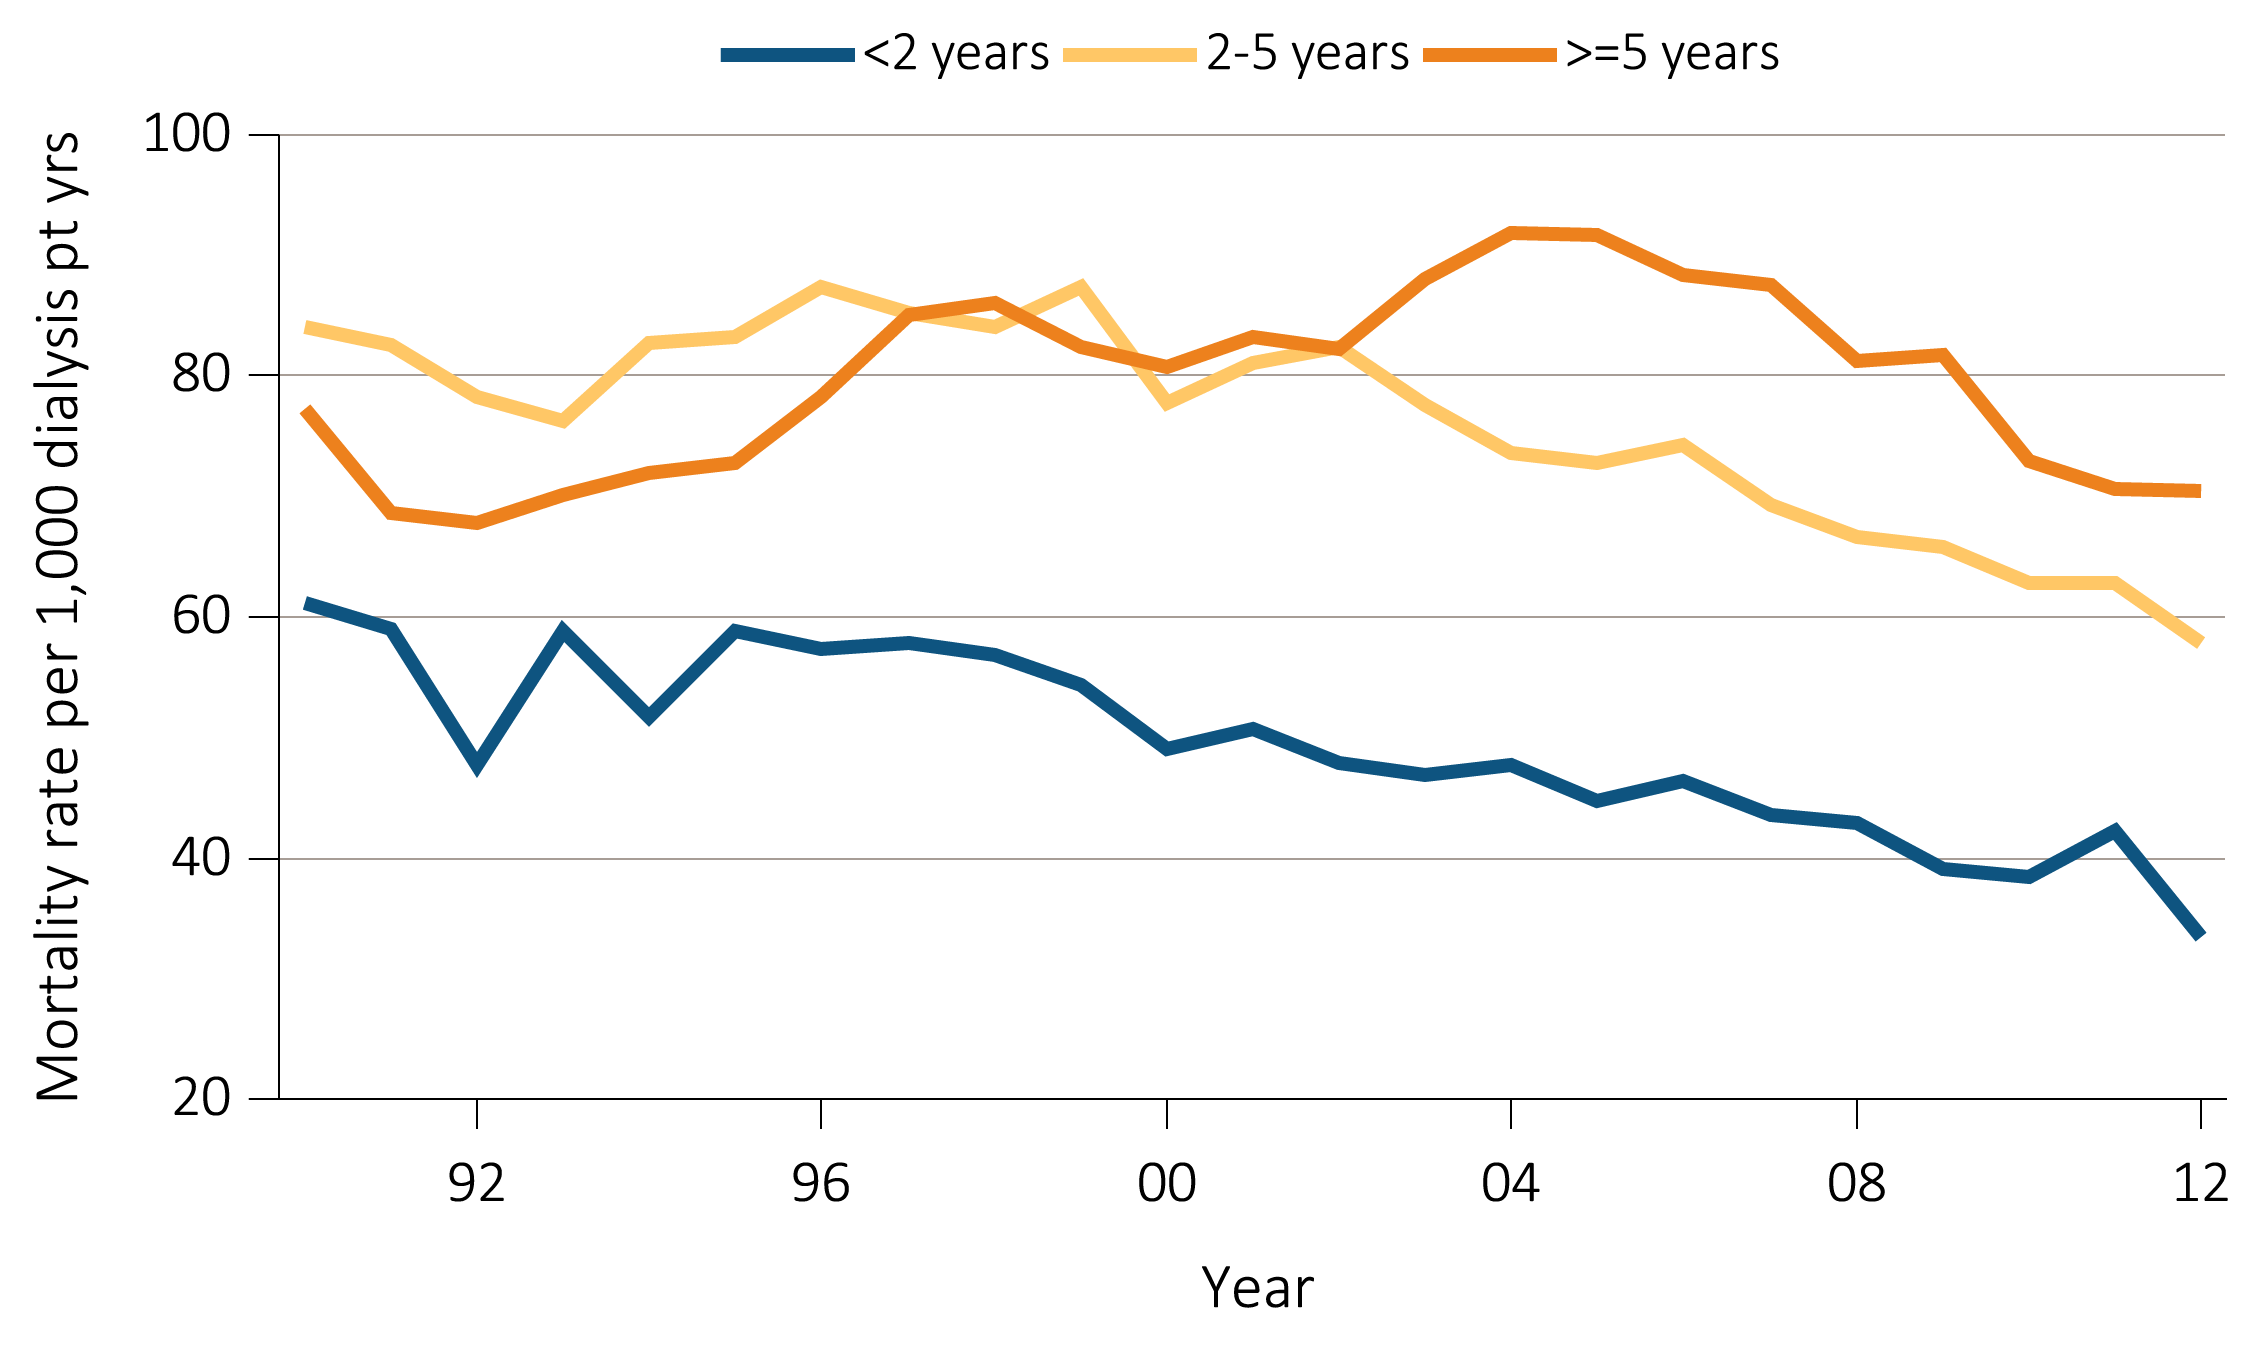 <2 years 2-5 years >=5 years
Mortality rate per 1,000 dialysis pt yrs
100
80
60
40
20
92 96 00 04 08 12
Year